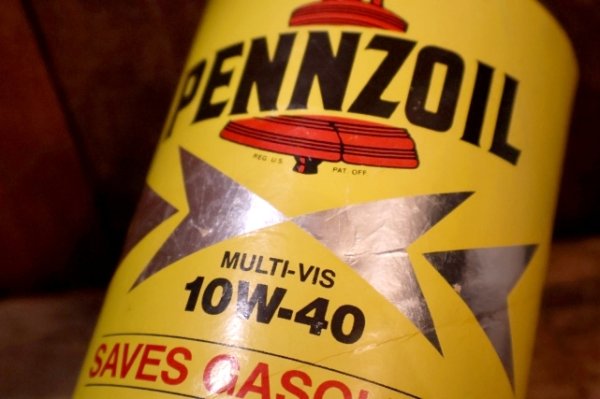 PENNZOIL
REG. U.S. PAT. OFF.
MULTI-VIS
10W-40
SAVES